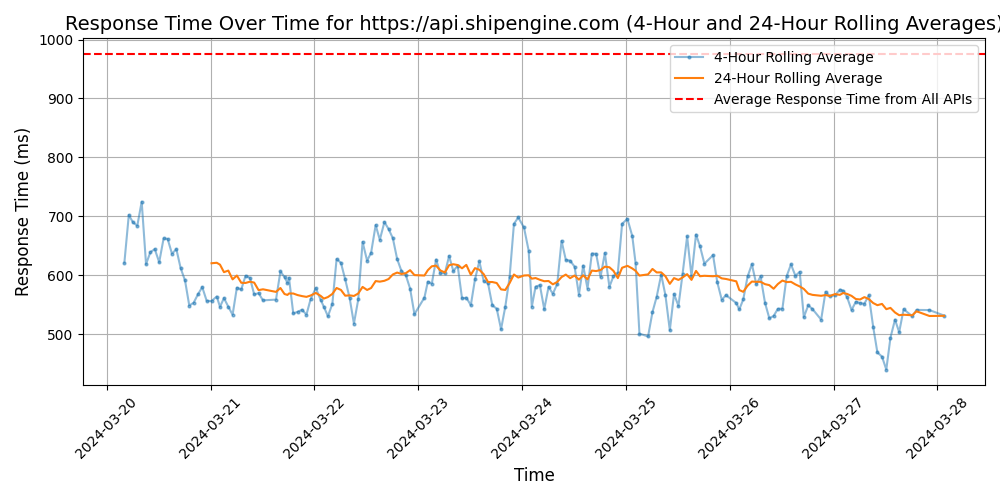 Response Time Over Time for https://api.shipengine.com (4-Hour and 24-Hour Rolling Averages)
Response Time (ms)
1000
900
800
700
600
500
4-Hour Rolling Average
24-Hour Rolling Average
Average Response Time from All APIs
2024-03-20
2024-03-21
2024-03-22
2024-03-23
2024-03-24
2024-03-25
2024-03-26
2024-03-27
2024-03-28
Time